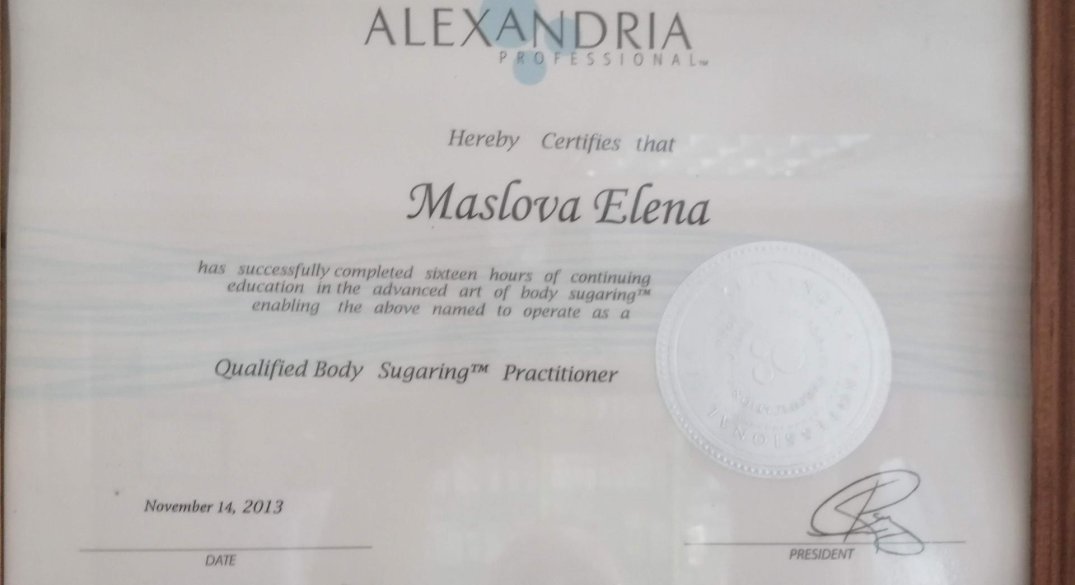 ALEXANDRIA
PROFESSIONAL™
Hereby Certifies that
Maslova Elena
has successfully completed sixteen hours of continuing
education in the advanced art of body sugaring™
enabling the above named to operate as a
Qualified Body Sugaring™ Practitioner
November 14, 2013
DATE
PRESIDENT